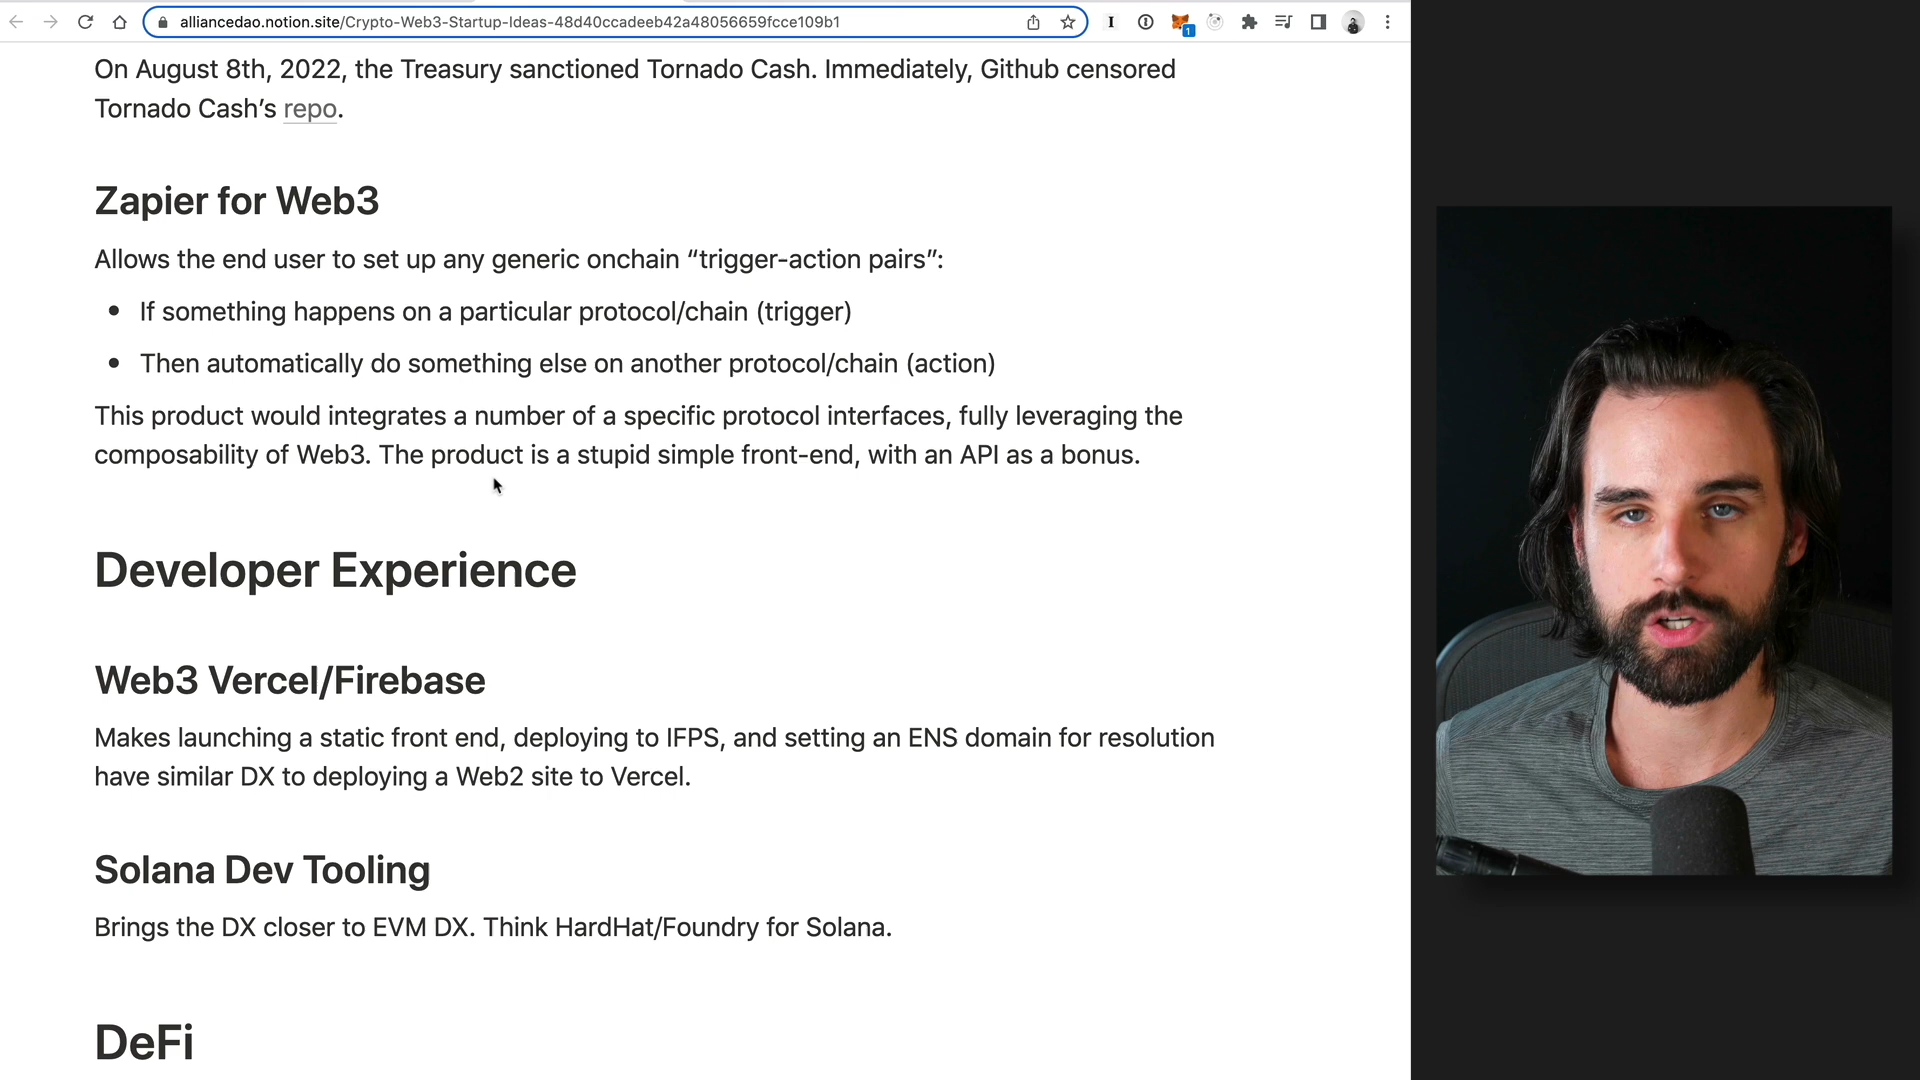 alliancedao.notion.site/Crypto-Web3-Startup-Ideas-48d40ccadeeb42a48056659fcce109b1
1
On August 8th, 2022, the Treasury sanctioned Tornado Cash. Immediately, Github censored
Tornado Cash’s repo.
Zapier for Web3
Allows the end user to set up any generic onchain “trigger-action pairs”:
• If something happens on a particular protocol/chain (trigger)
• Then automatically do something else on another protocol/chain (action)
This product would integrates a number of a specific protocol interfaces, fully leveraging the
composability of Web3. The product is a stupid simple front-end, with an API as a bonus.
Developer Experience
Web3 Vercel/Firebase
Makes launching a static front end, deploying to IFPS, and setting an ENS domain for resolution
have similar DX to deploying a Web2 site to Vercel.
Solana Dev Tooling
Brings the DX closer to EVM DX. Think HardHat/Foundry for Solana.
DeFi